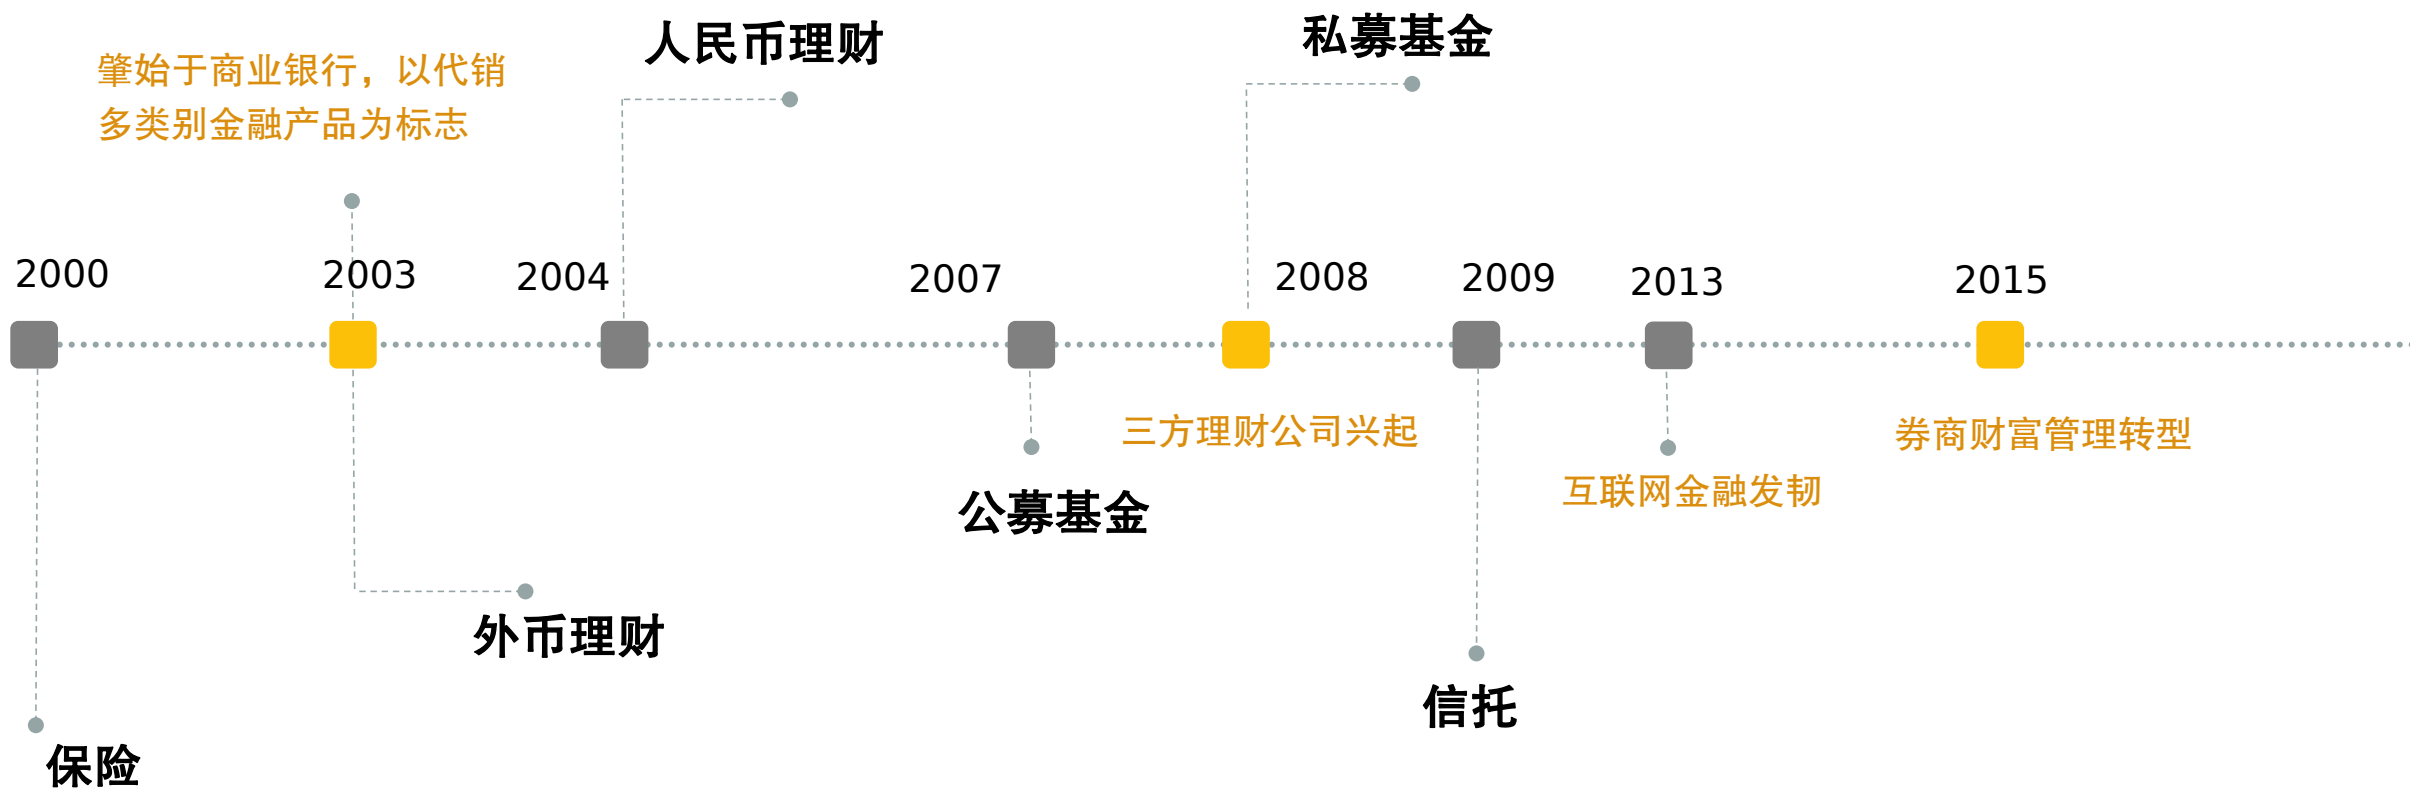 人民币理财
私募基金
肇始于商业银行，以代销
多类别金融产品为标志
2000
2003
2004
2007
2008
2009
2013
2015
三方理财公司兴起
券商财富管理转型
互联网金融发轫
公募基金
外币理财
信托
保险